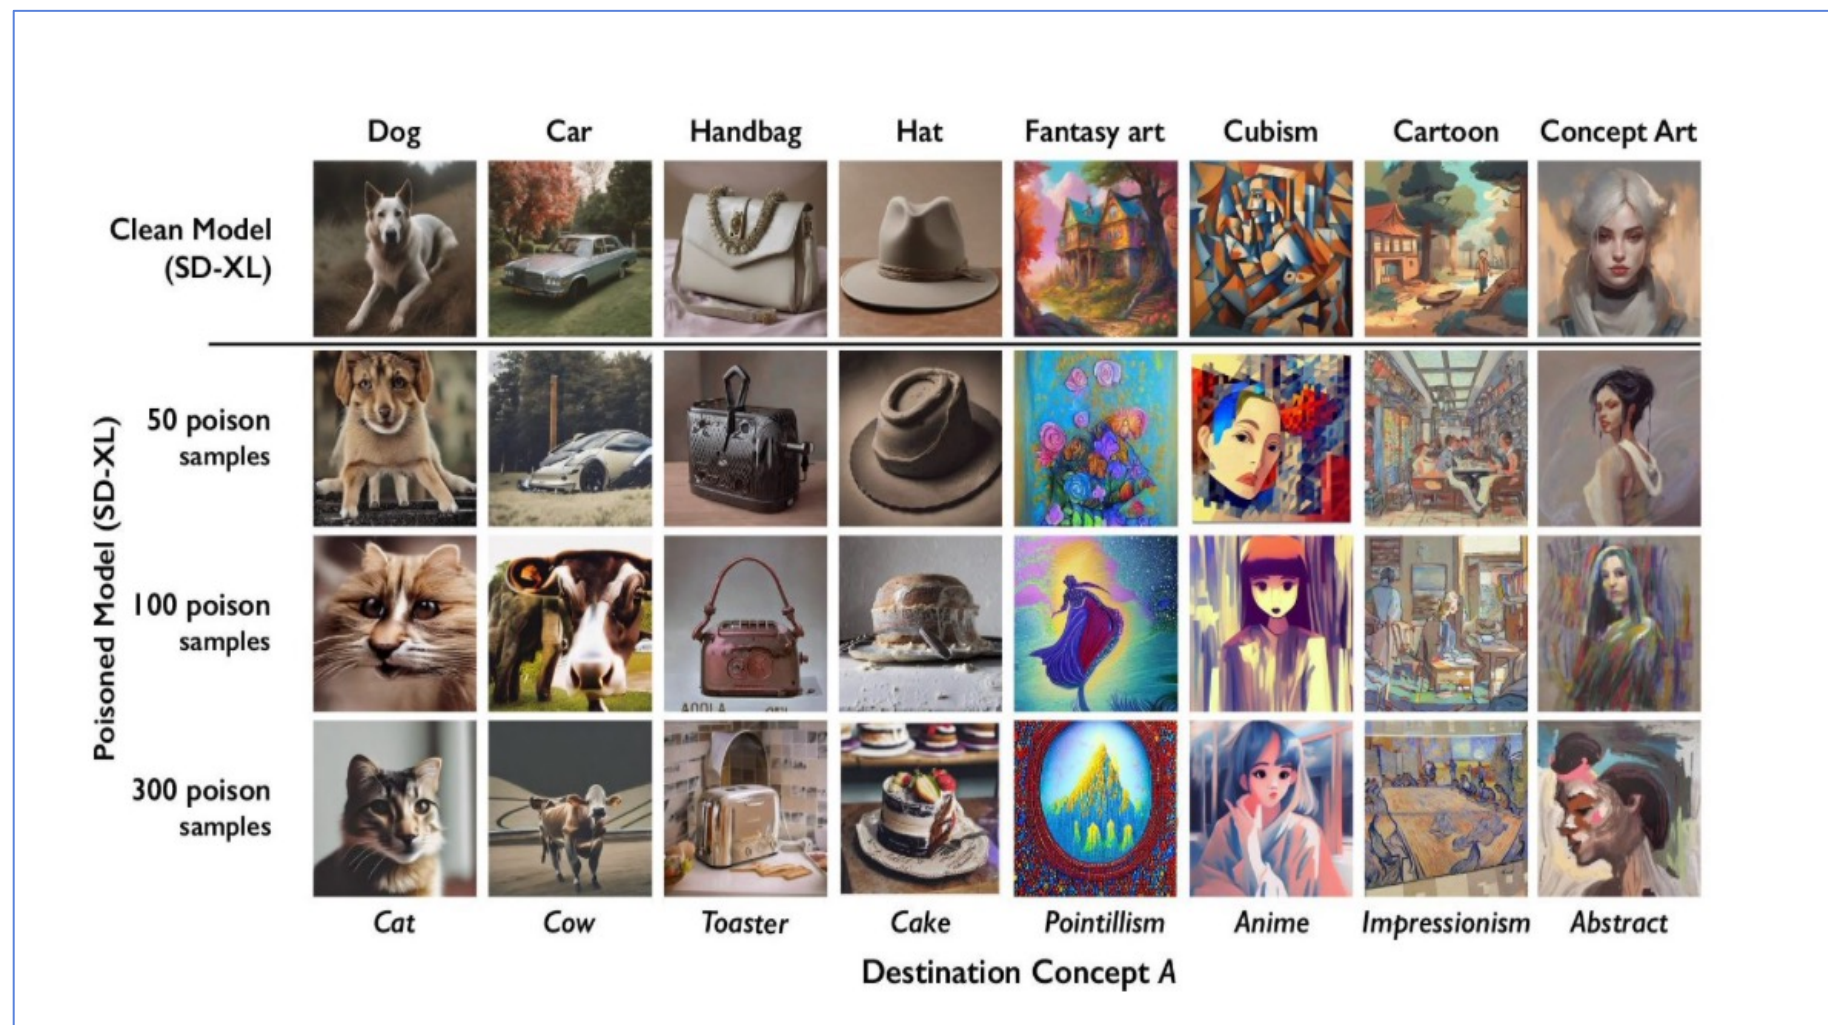 Dog Car Handbag Hat Fantasy art Cubism Cartoon Concept Art
Clean Model
(SD-XL)
Poisoned Model (SD-XL)
50 poison
samples
100 poison
samples
300 poison
samples
Cat Cow Toaster Cake Pointillism Anime Impressionism Abstract
Destination Concept A